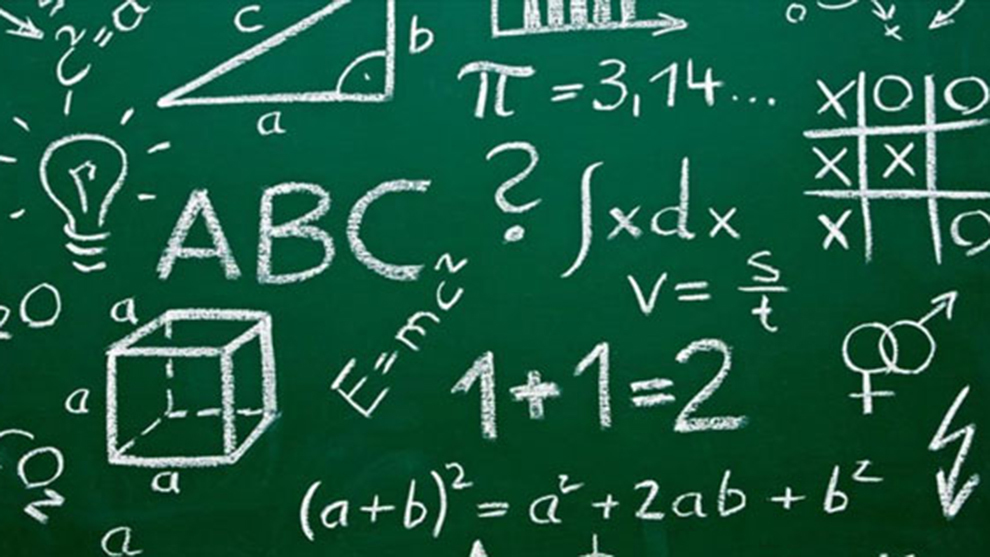 c
b
a
π = 3,14...
X O O
X X
X O
?
ABC
∫xdx
v = s/t
E=mc²
a
a
a
1+1=2
(a+b)² = a² + 2ab + b²
a